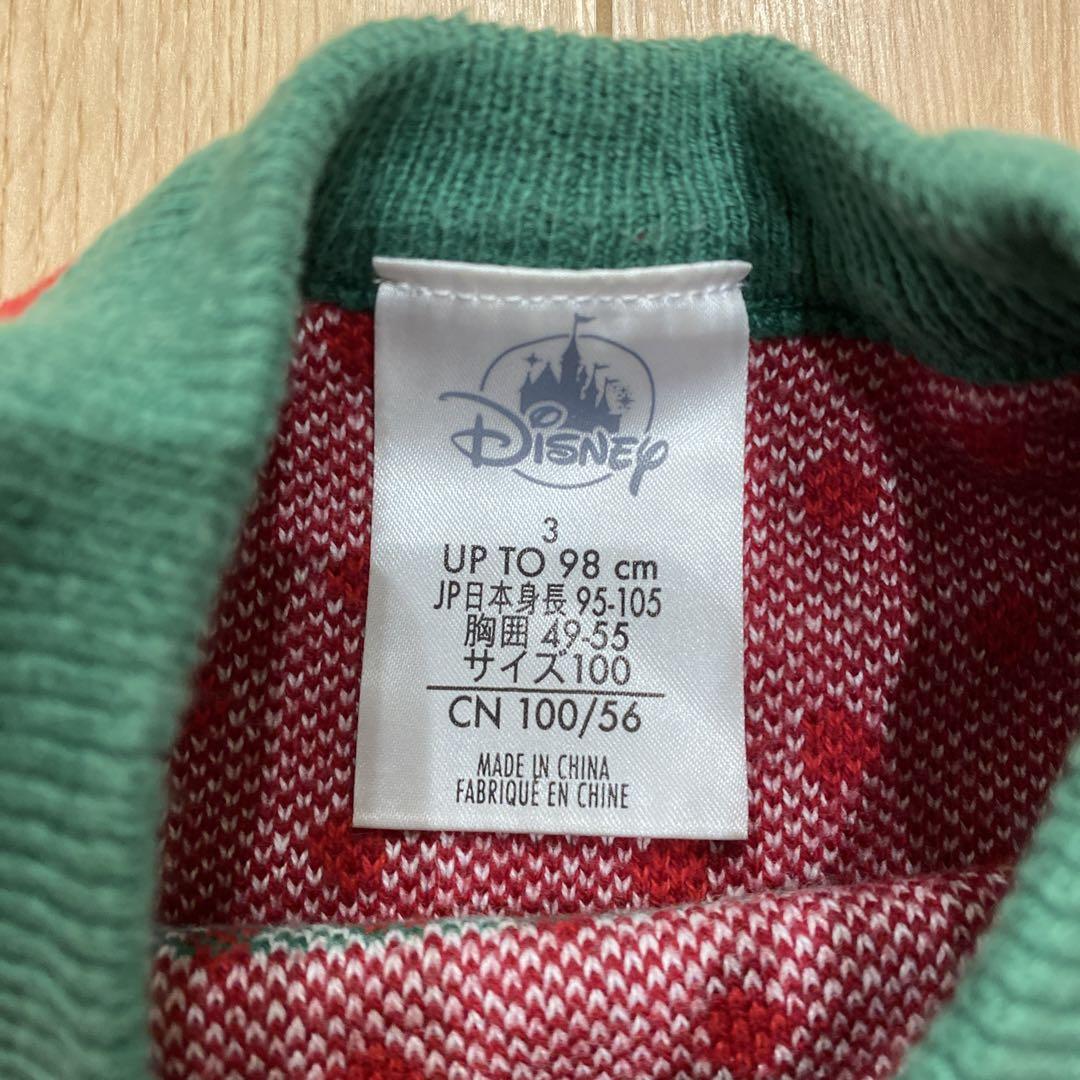 Disney
3
UP TO 98 cm
JP日本身長 95-105
胸囲 49-55
サイズ100
CN 100/56
MADE IN CHINA
FABRIQUÉ EN CHINE